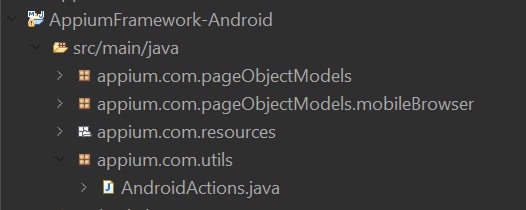 AppiumFramework-Android
src/main/java
appium.com.pageObjectModels
appium.com.pageObjectModels.mobileBrowser
appium.com.resources
appium.com.utils
AndroidActions.java